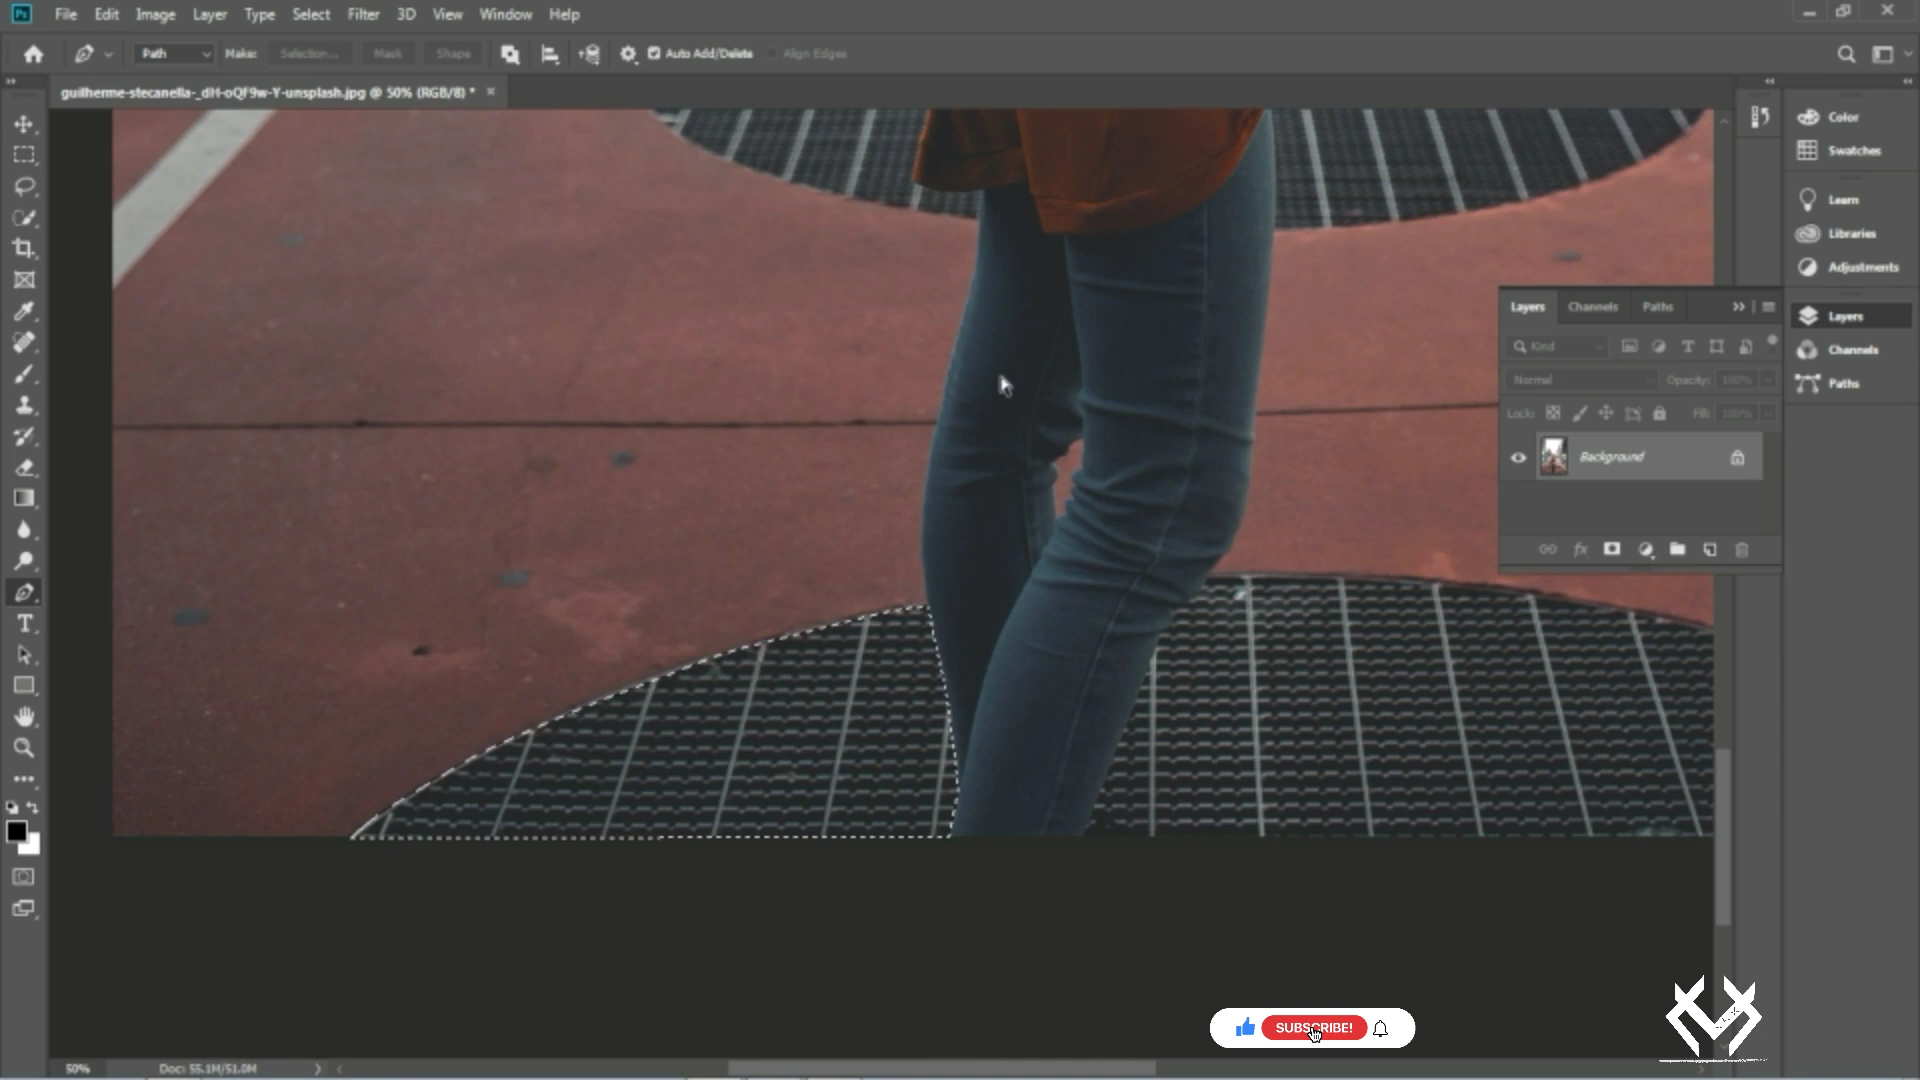 Ps File Edit Image Layer Type Select Filter 3D View Window Help
Path Make: Selection... Mask Shape Auto Add/Delete Align Edges
guilherme-stecanella-_dH-oQF9w-Y-unsplash.jpg @ 50% (RGB/8) *
Color
Swatches
Learn
Libraries
Adjustments
Layers
Channels
Paths
Layers Channels Paths
Kind
Normal Opacity: 100%
Lock: Fill: 100%
Background
fx
SUBSCRIBE!
50% Doc: 55.1M/51.0M